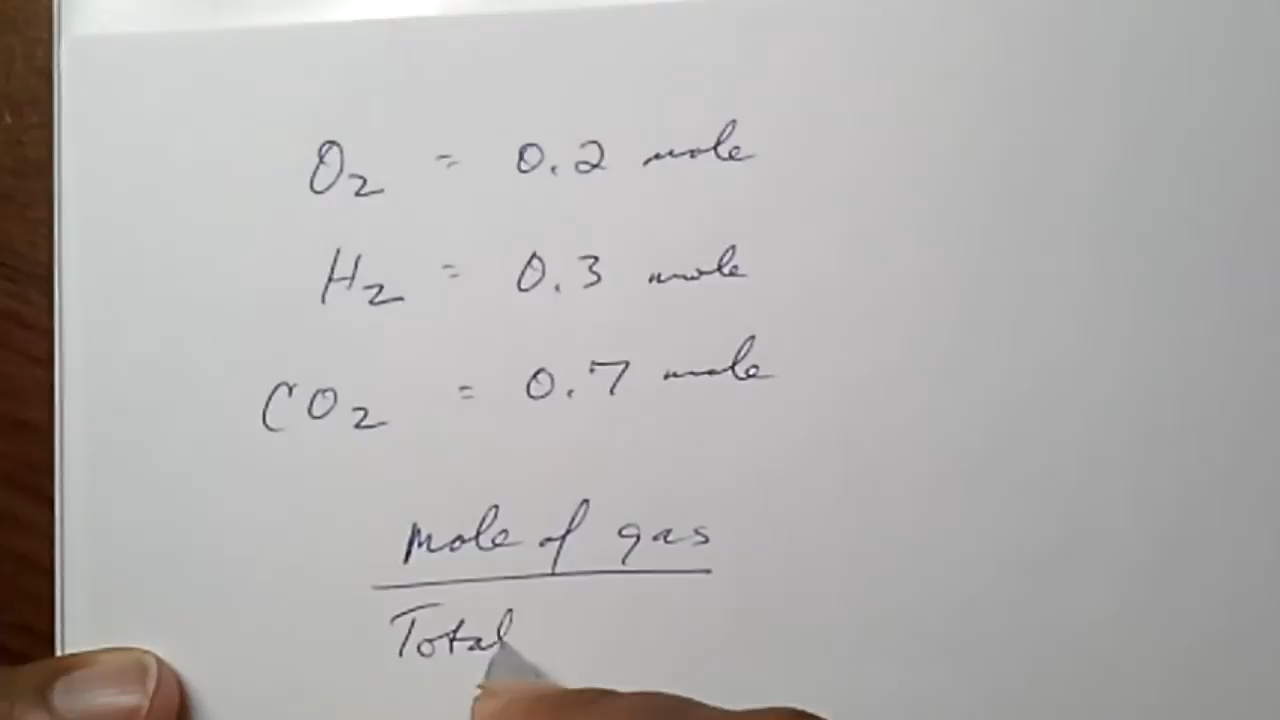 O₂ = 0.2 mole
H₂ = 0.3 mole
CO₂ = 0.7 mole
mole of gas
Total